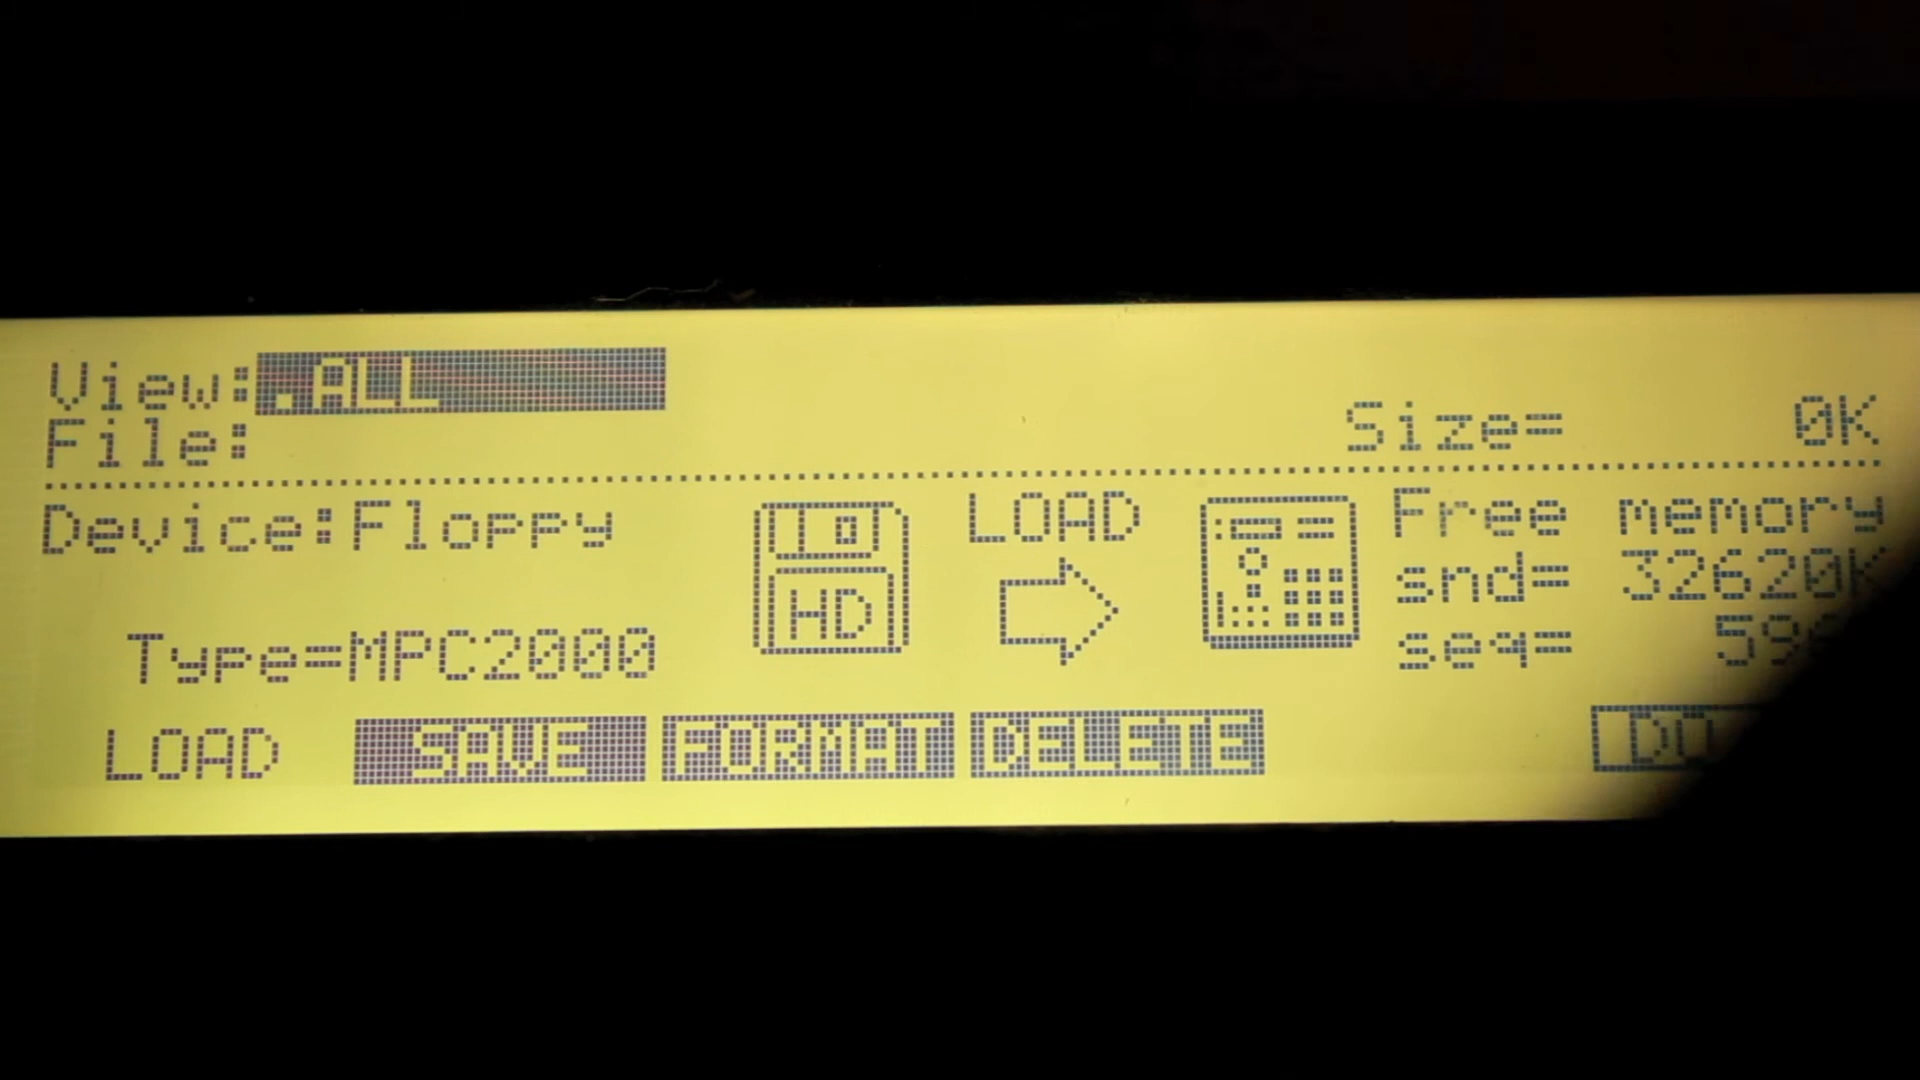 View:.ALL
File:
Size= 0K
Device:Floppy
HD
LOAD
Free memory
snd= 32620K
seq=
Type=MPC2000
LOAD SAVE FORMAT DELETE